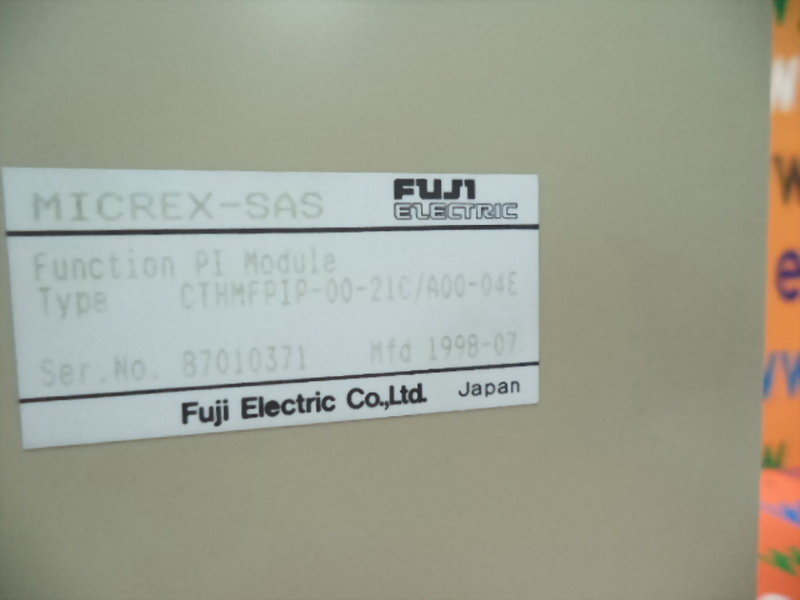 MICREX-SAS
FUJI
ELECTRIC
Function PI Module
Type CTHMFPIP-00-21C/A00-04E
Ser.No. 87010371 Mfd 1998-07
Fuji Electric Co.,Ltd. Japan